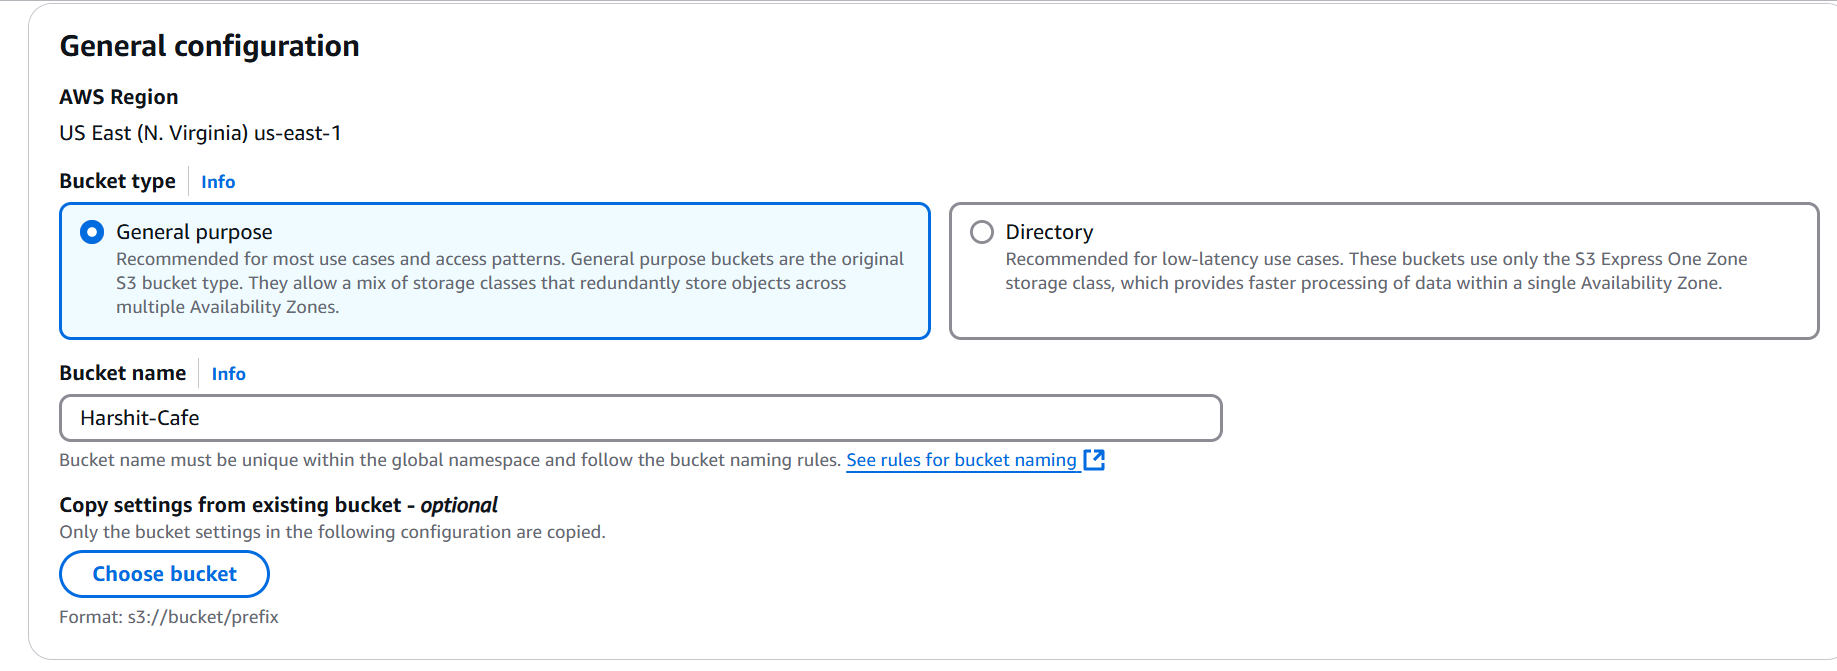 General configuration
AWS Region
US East (N. Virginia) us-east-1
Bucket type Info
General purpose
Recommended for most use cases and access patterns. General purpose buckets are the original
S3 bucket type. They allow a mix of storage classes that redundantly store objects across
multiple Availability Zones.
Directory
Recommended for low-latency use cases. These buckets use only the S3 Express One Zone
storage class, which provides faster processing of data within a single Availability Zone.
Bucket name Info
Harshit-Cafe
Bucket name must be unique within the global namespace and follow the bucket naming rules. See rules for bucket naming
Copy settings from existing bucket - optional
Only the bucket settings in the following configuration are copied.
Choose bucket
Format: s3://bucket/prefix